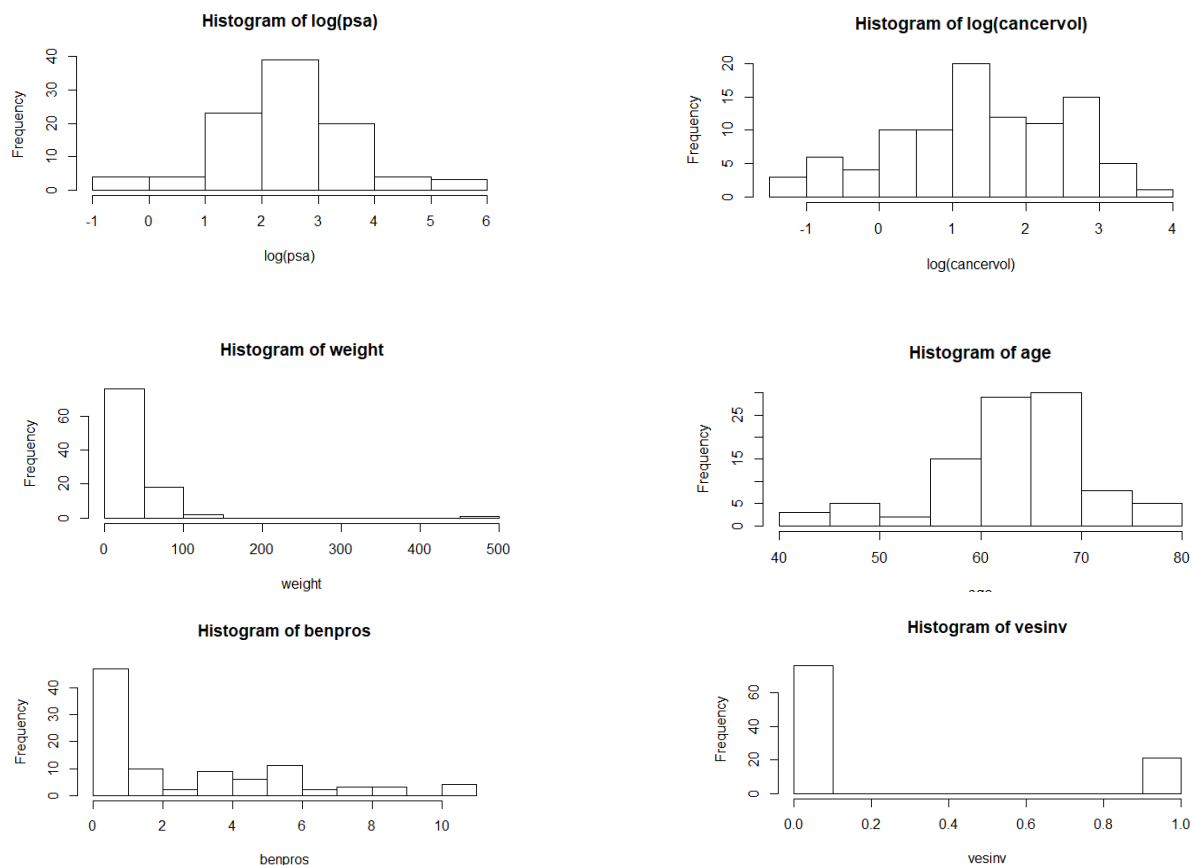 Histogram of log(psa)
Frequency
0 10 20 30 40
-1 0 1 2 3 4 5 6
log(psa)
Histogram of log(cancervol)
Frequency
0 5 10 15 20
-1 0 1 2 3 4
log(cancervol)
Histogram of weight
Frequency
0 20 40 60
0 100 200 300 400 500
weight
Histogram of age
Frequency
0 5 15 25
40 50 60 70 80
Histogram of benpros
Frequency
0 10 20 30 40
0 2 4 6 8 10
benpros
Histogram of vesinv
Frequency
0 20 40 60
0.0 0.2 0.4 0.6 0.8 1.0
vesinv